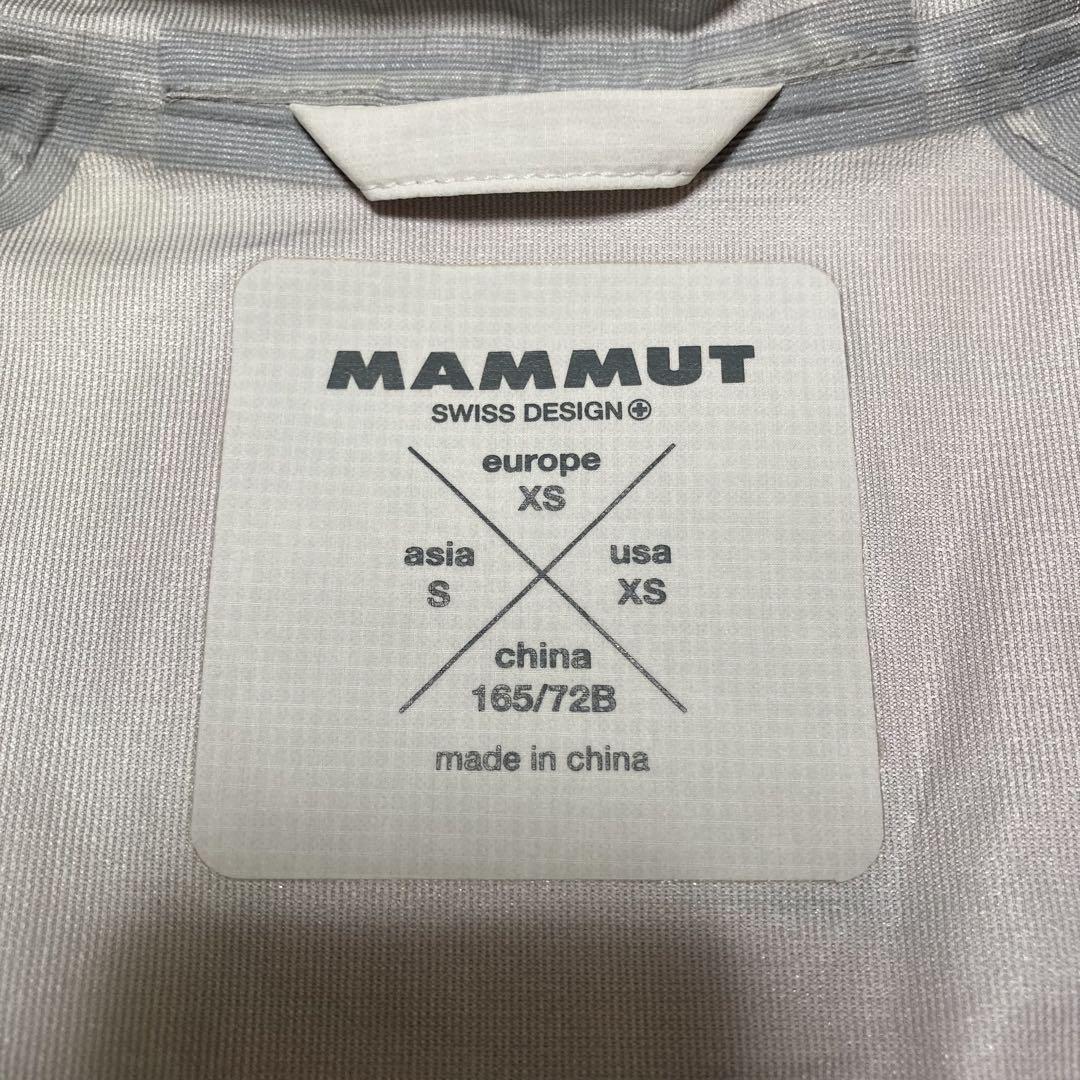 MAMMUT
SWISS DESIGN
europe
XS
asia
S
usa
XS
china
165/72B
made in china